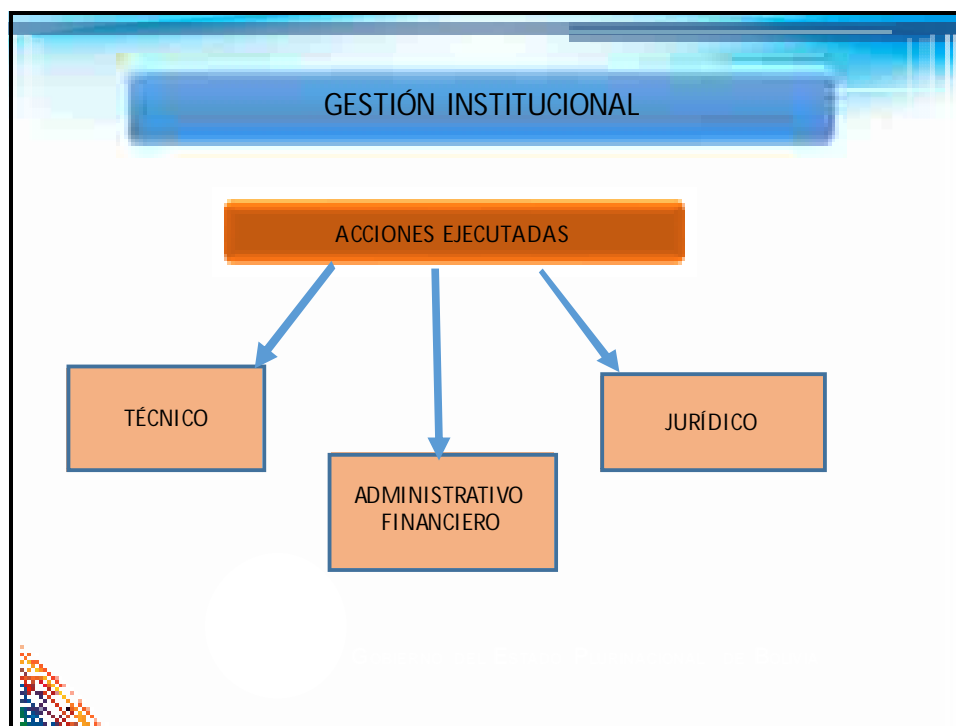 GESTIÓN INSTITUCIONAL
ACCIONES EJECUTADAS
TÉCNICO
JURÍDICO
ADMINISTRATIVO
FINANCIERO